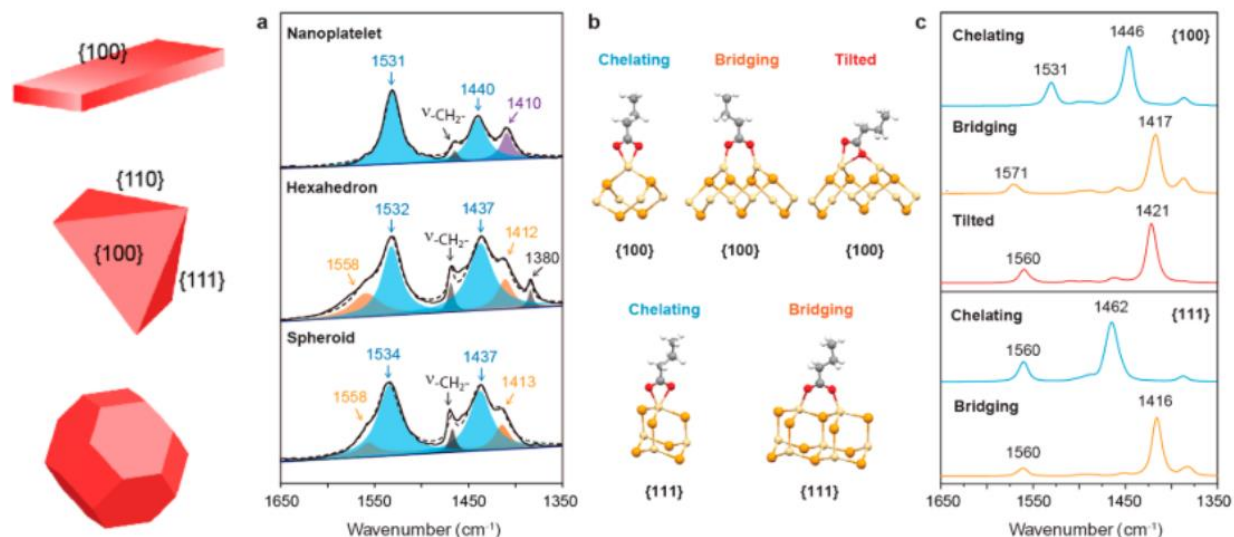 {100}
{110}
{100}
{111}
a
Nanoplatelet
1531
1440
ν-CH₂-
1410
Hexahedron
1532
1437
ν-CH₂-
1412
1558
1380
Spheroid
1534
1437
ν-CH₂-
1413
1558
1650 1550 1450 1350
Wavenumber (cm⁻¹)
b
Chelating Bridging Tilted
{100} {100} {100}
Chelating Bridging
{111} {111}
c
Chelating 1446 {100}
1531
Bridging 1417
1571
Tilted 1421
1560
Chelating 1462 {111}
1560
Bridging 1416
1560
1650 1550 1450 1350
Wavenumber (cm⁻¹)